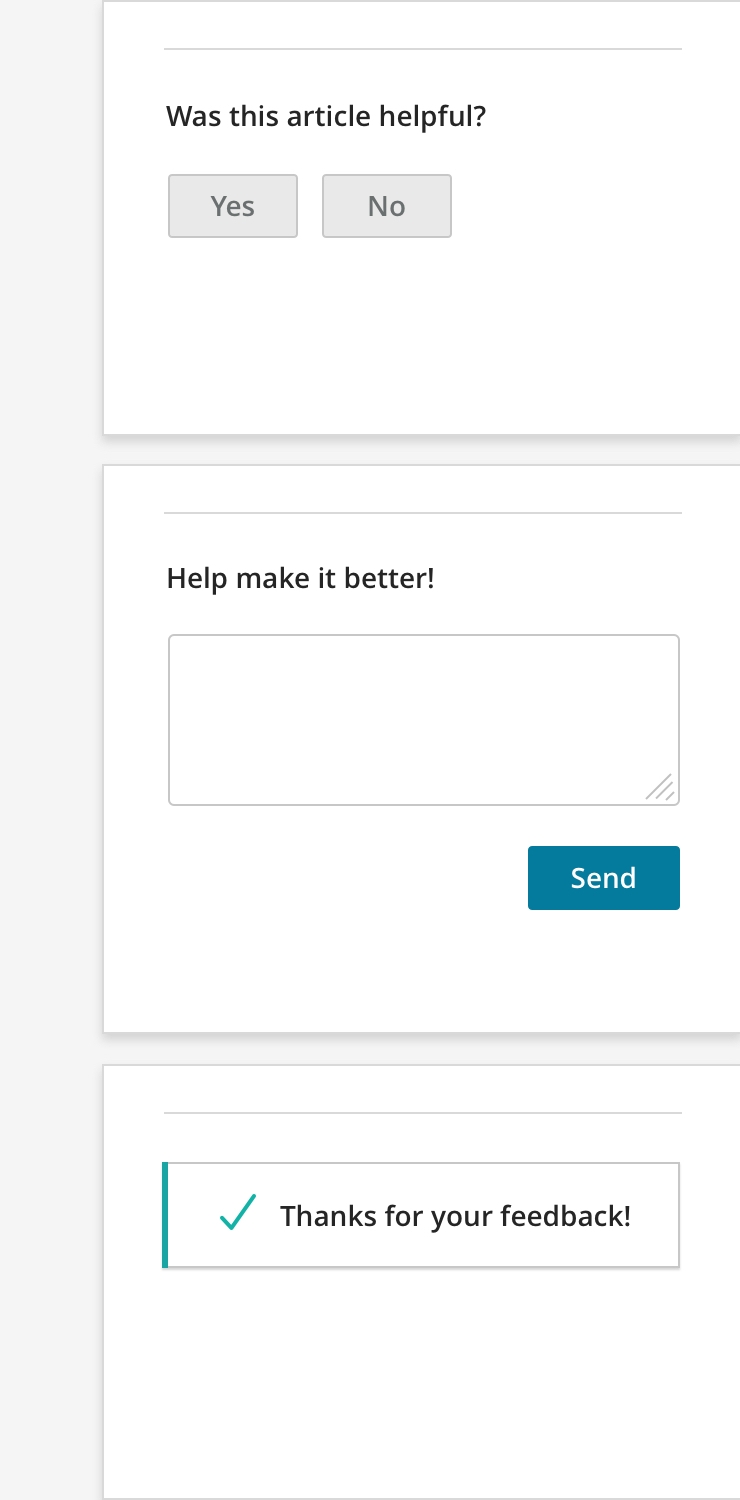 Was this article helpful?
Yes No
Help make it better!
Send
Thanks for your feedback!